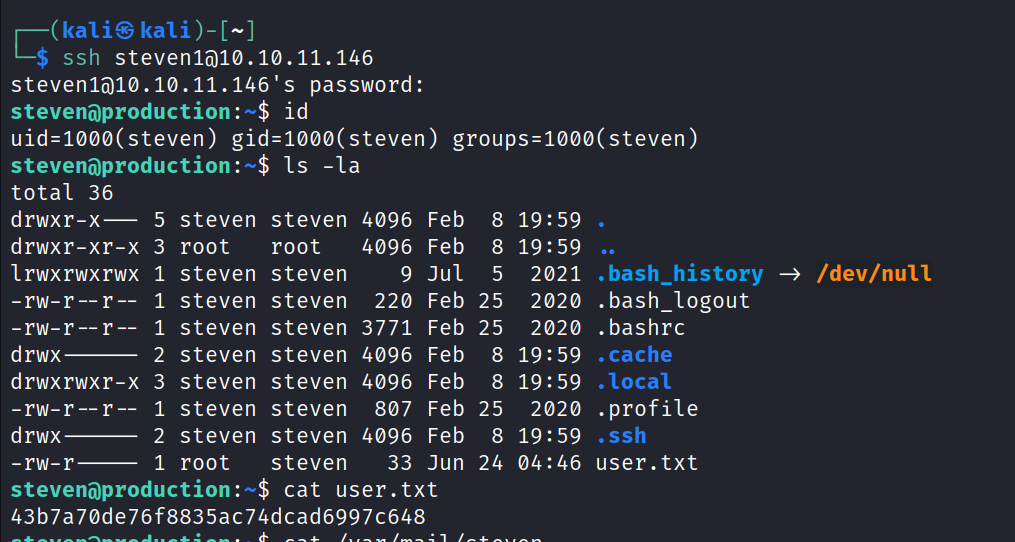 ┌──(kali㉿kali)-[~]
└─$ ssh steven1@10.10.11.146
steven1@10.10.11.146's password:
steven@production:~$ id
uid=1000(steven) gid=1000(steven) groups=1000(steven)
steven@production:~$ ls -la
total 36
drwxr-x--- 5 steven steven 4096 Feb  8 19:59 .
drwxr-xr-x 3 root   root   4096 Feb  8 19:59 ..
lrwxrwxrwx 1 steven steven    9 Jul  5  2021 .bash_history -> /dev/null
-rw-r--r-- 1 steven steven  220 Feb 25  2020 .bash_logout
-rw-r--r-- 1 steven steven 3771 Feb 25  2020 .bashrc
drwx------ 2 steven steven 4096 Feb  8 19:59 .cache
drwxrwxr-x 3 steven steven 4096 Feb  8 19:59 .local
-rw-r--r-- 1 steven steven  807 Feb 25  2020 .profile
drwx------ 2 steven steven 4096 Feb  8 19:59 .ssh
-rw-r----- 1 root   steven   33 Jun 24 04:46 user.txt
steven@production:~$ cat user.txt
43b7a70de76f8835ac74dcad6997c648
steven@production:~$ cat /var/mail/steven